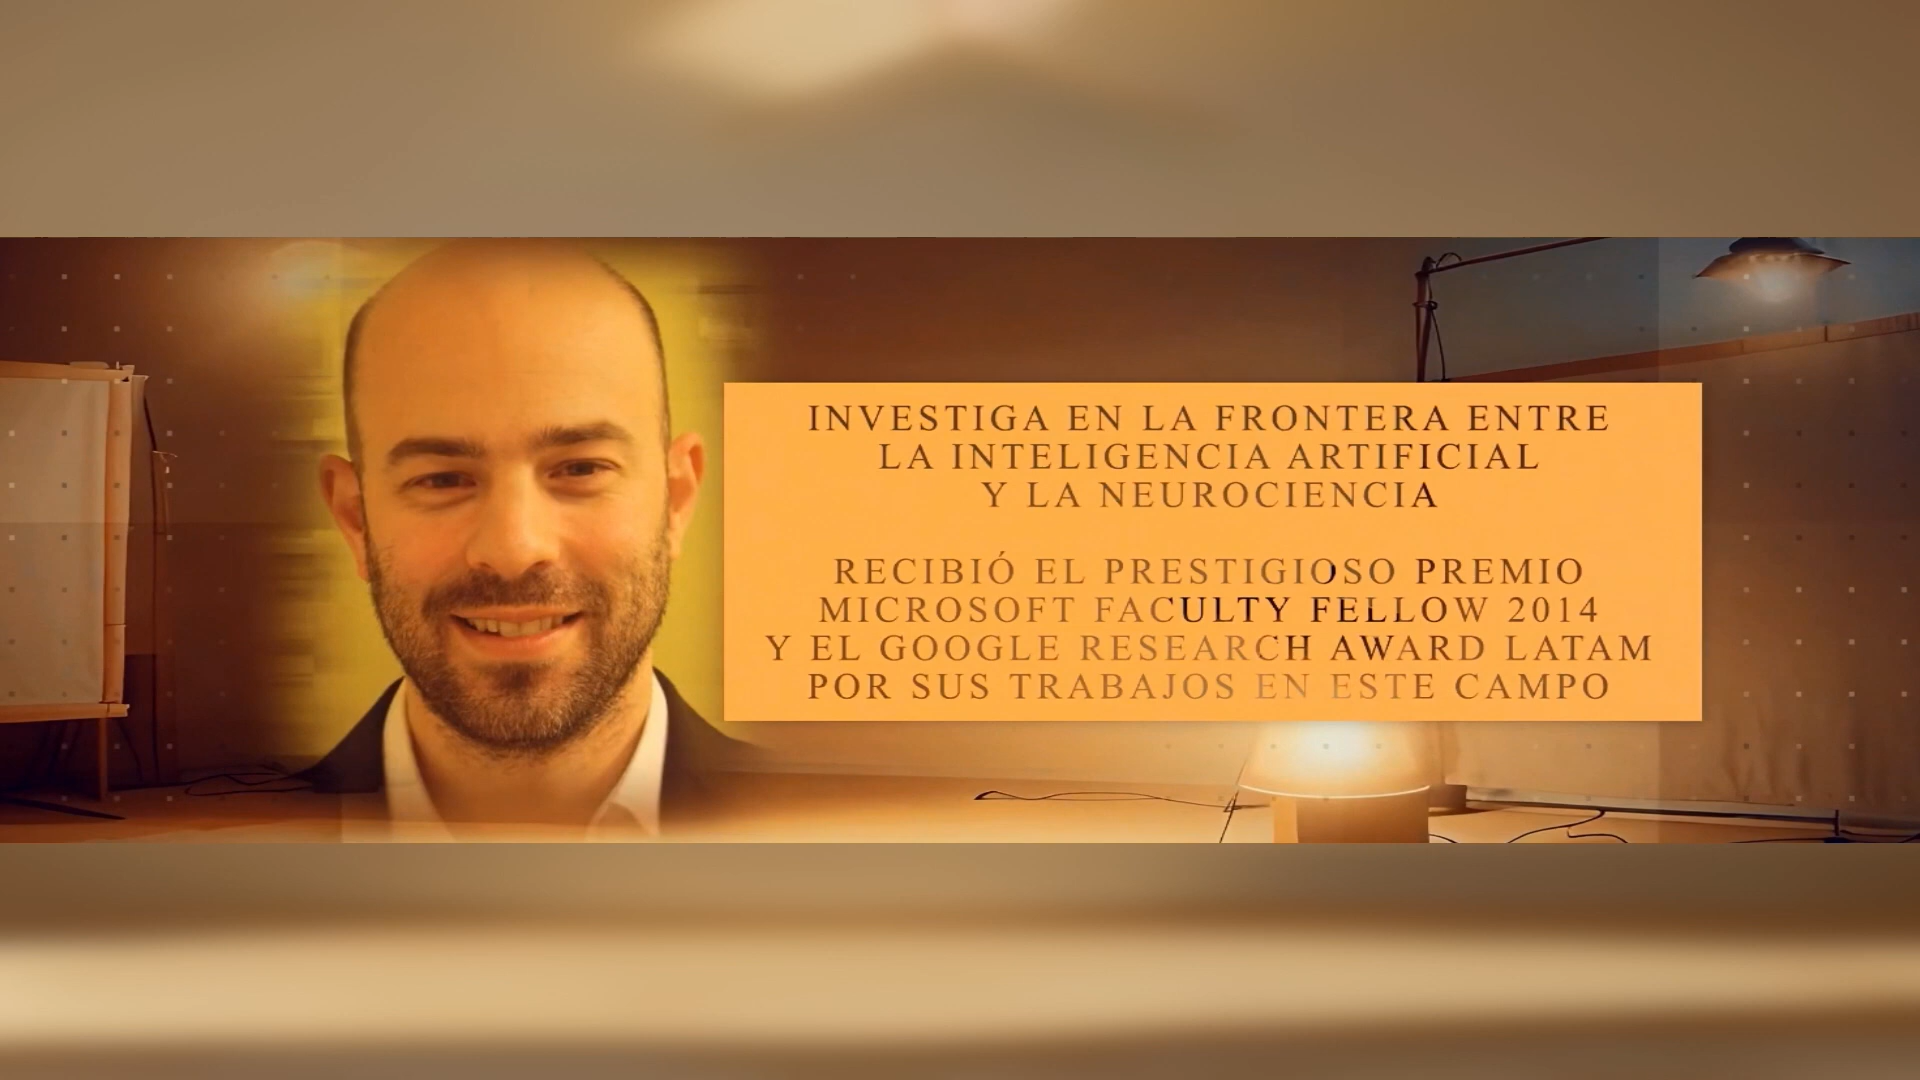 INVESTIGA EN LA FRONTERA ENTRE
LA INTELIGENCIA ARTIFICIAL
Y LA NEUROCIENCIA
RECIBIÓ EL PRESTIGIOSO PREMIO
MICROSOFT FACULTY FELLOW 2014
Y EL GOOGLE RESEARCH AWARD LATAM
POR SUS TRABAJOS EN ESTE CAMPO